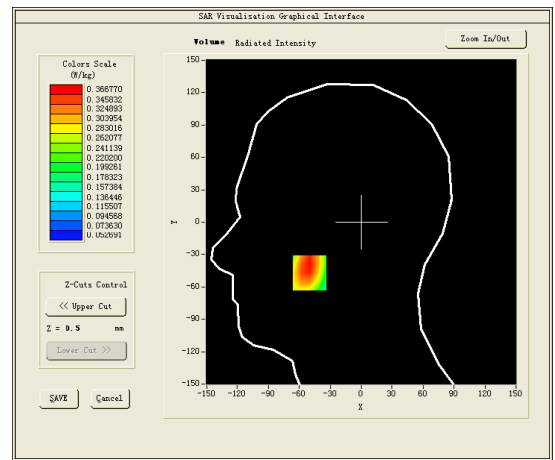 SAR Visualisation Graphical Interface
Volume Radiated Intensity
Zoom In/Out
Colors Scale
(W/kg)
0.366770
0.345832
0.324893
0.303954
0.283016
0.262077
0.241139
0.220200
0.199261
0.178323
0.157384
0.136446
0.115507
0.094568
0.073630
0.052691
Z-Cuts Control
<< Upper Cut
Z = 0.5 mm
Lower Cut >>
SAVE
Cancel
Y
150
120
90
60
30
0
-30
-60
-90
-120
-150
-150 -120 -90 -60 -30 0 30 60 90 120 150
X